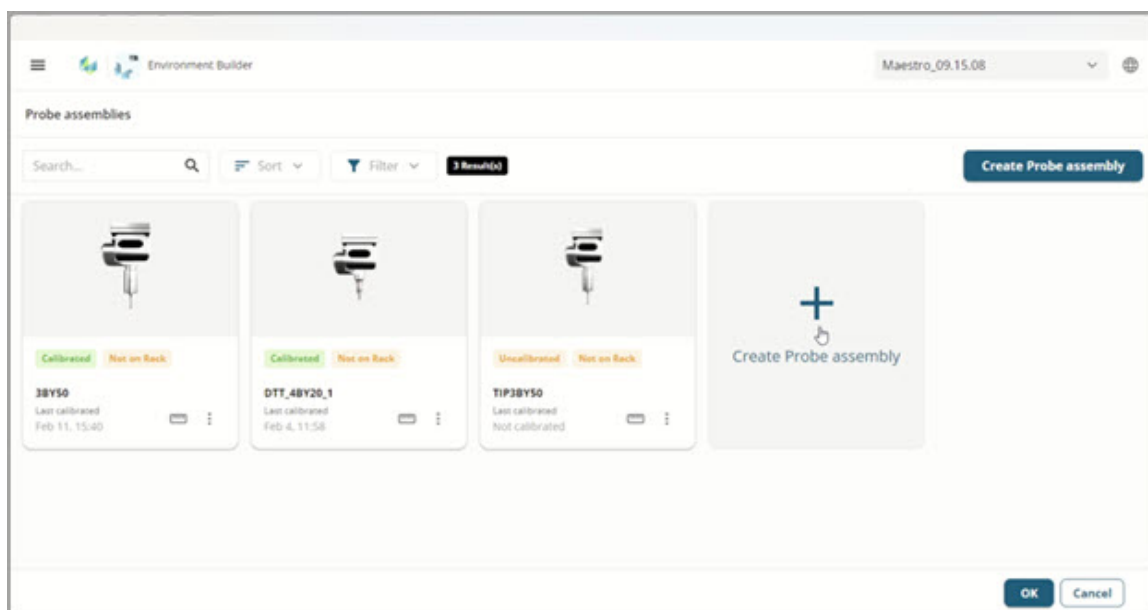 Environment Builder
Maestro_09.15.08
Probe assemblies
Search...
Sort
Filter
3 Result(s)
Create Probe assembly
Calibrated
Not on Rack
3BY50
Last calibrated
Feb 11, 15:40
Calibrated
Not on Rack
DTT_4BY20_1
Last calibrated
Feb 4, 11:58
Uncalibrated
Not on Rack
TIP3BY50
Last calibrated
Not calibrated
Create Probe assembly
OK
Cancel